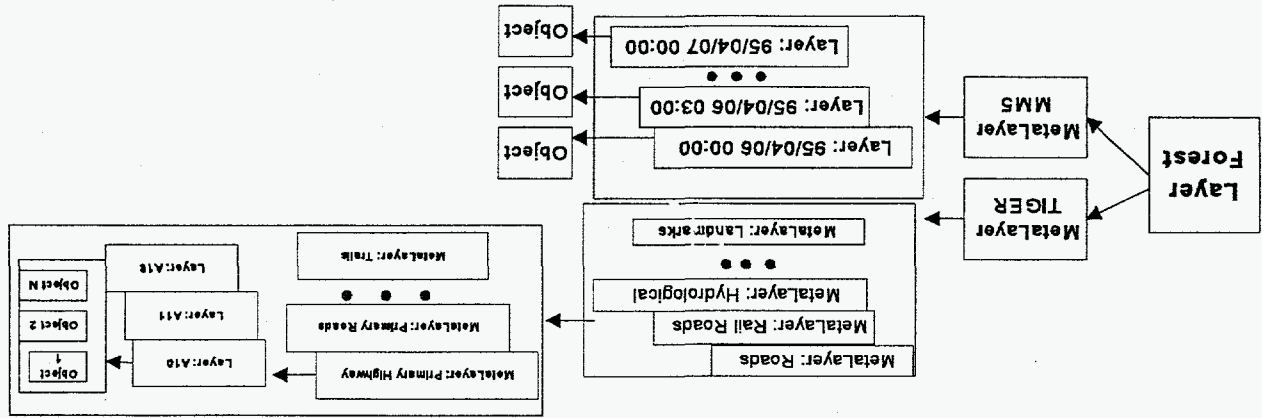 Layer
Forest
MetaLayer
TIGER
MetaLayer
MM5
MetaLayer: Roads
MetaLayer: Rail Roads
MetaLayer: Hydrological
MetaLayer: Landmarks
MetaLayer: Primary Highway
MetaLayer: Primary Roads
MetaLayer: Trails
Layer: A10
Layer: A11
Layer: A18
Object
1
Object 2
Object N
Layer: 95/04/06 00:00
Layer: 95/04/06 03:00
Layer: 95/04/07 00:00
Object
Object
Object